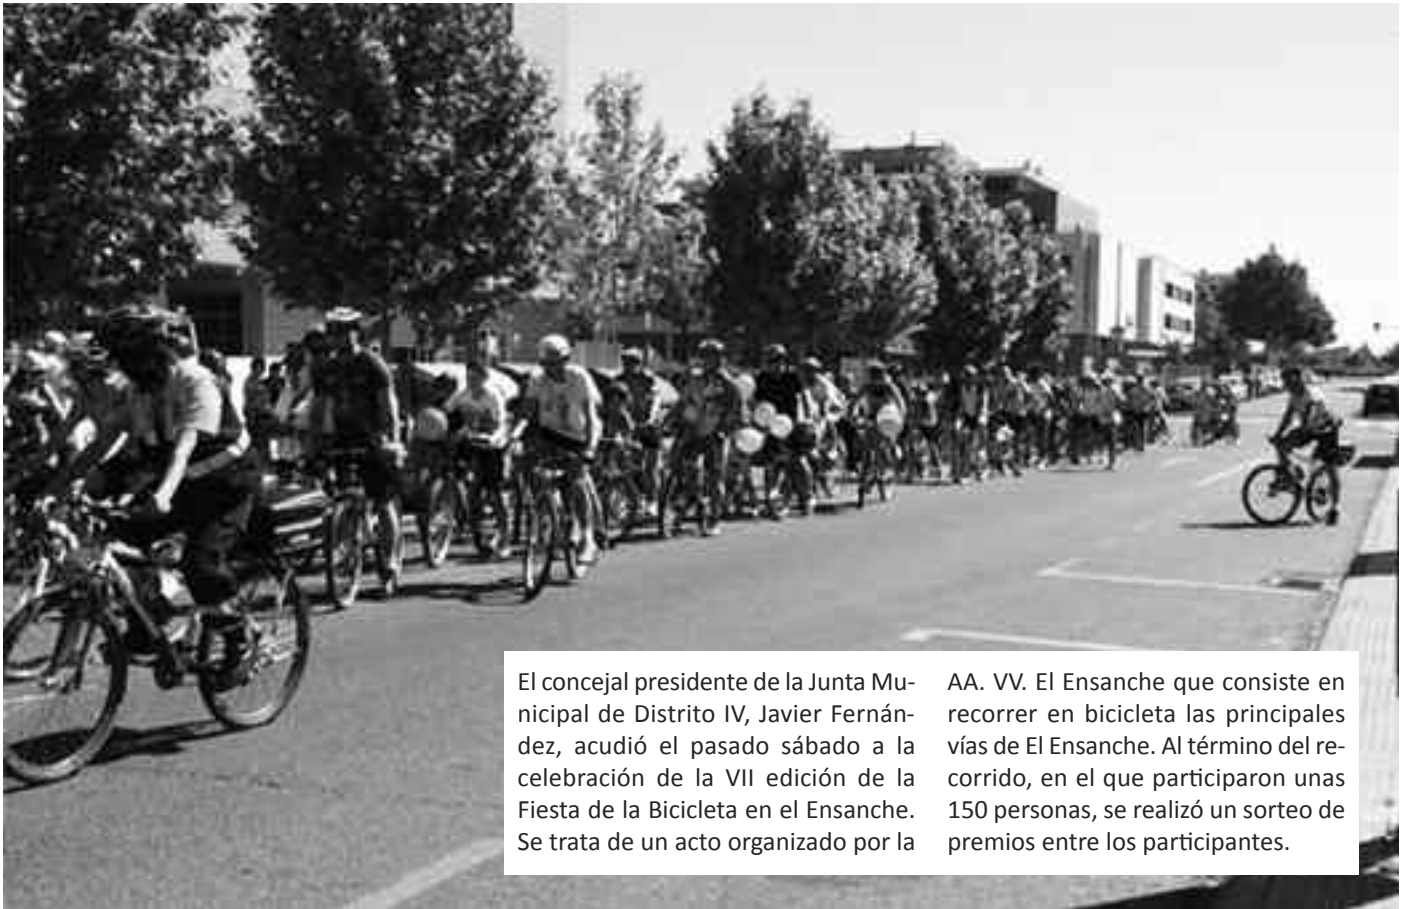 El concejal presidente de la Junta Mu-
nicipal de Distrito IV, Javier Fernán-
dez, acudió el pasado sábado a la
celebración de la VII edición de la
Fiesta de la Bicicleta en el Ensanche.
Se trata de un acto organizado por la
AA. VV. El Ensanche que consiste en
recorrer en bicicleta las principales
vías de El Ensanche. Al término del re-
corrido, en el que participaron unas
150 personas, se realizó un sorteo de
premios entre los participantes.